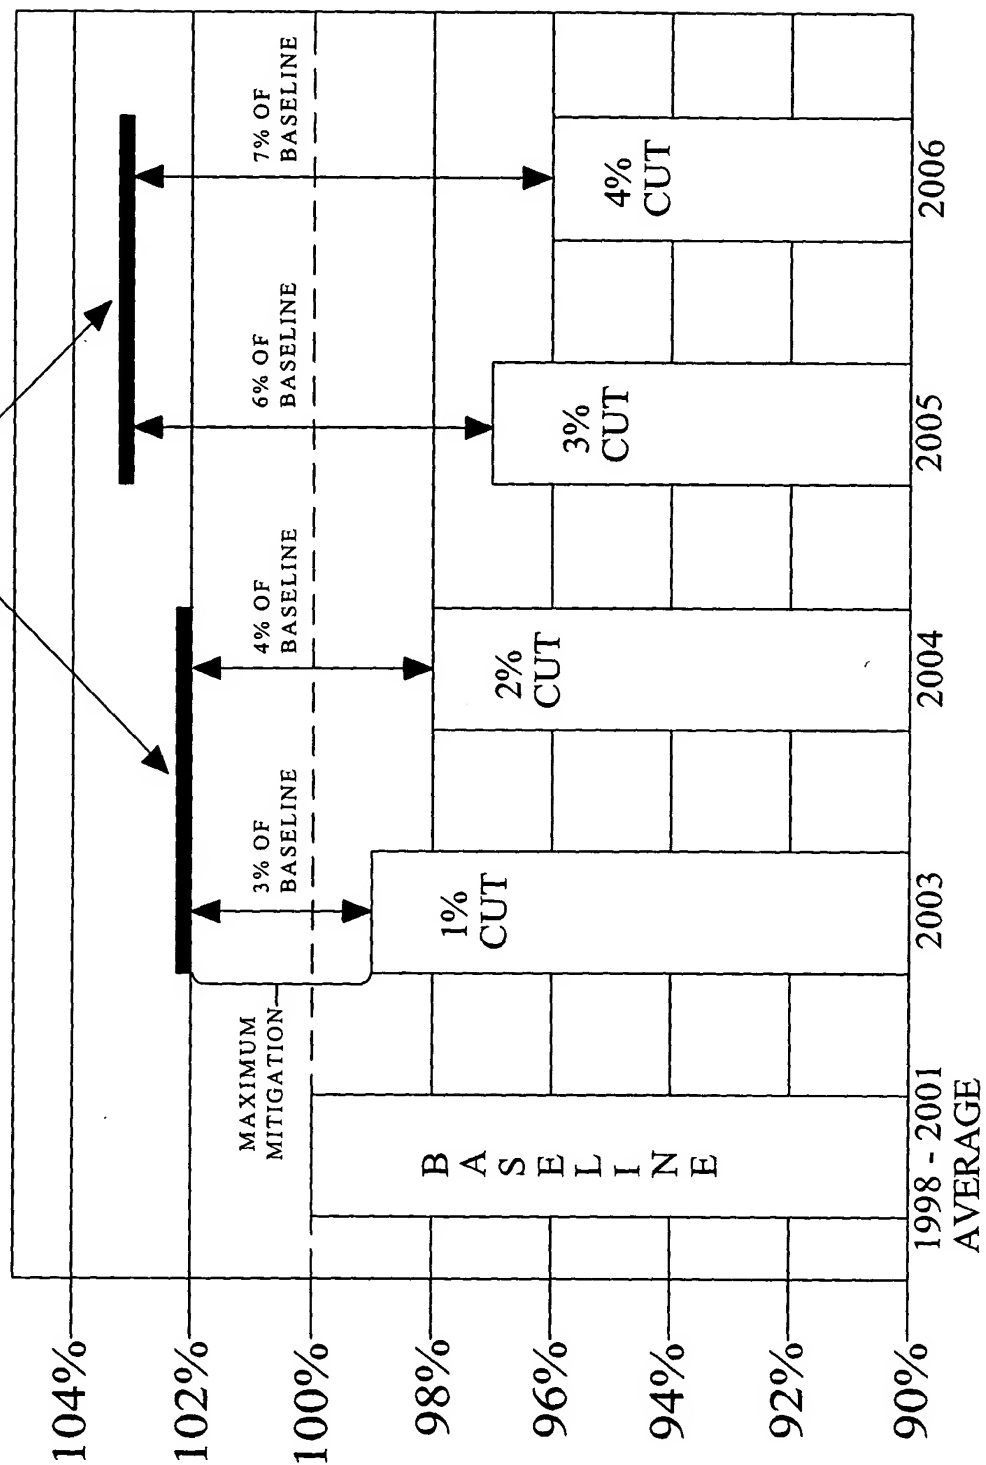 104%
102%
100%
98%
96%
94%
92%
90%
MAXIMUM
MITIGATION
3% OF
BASELINE
4% OF
BASELINE
6% OF
BASELINE
7% OF
BASELINE
B
A
S
E
L
I
N
E
1%
CUT
2%
CUT
3%
CUT
4%
CUT
1998 - 2001
AVERAGE
2003
2004
2005
2006